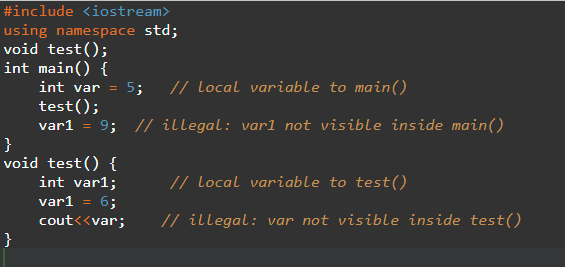 #include <iostream>
using namespace std;
void test();
int main() {
    int var = 5;   // local variable to main()
    test();
    var1 = 9;  // illegal: var1 not visible inside main()
}
void test() {
    int var1;      // local variable to test()
    var1 = 6;
    cout<<var;    // illegal: var not visible inside test()
}